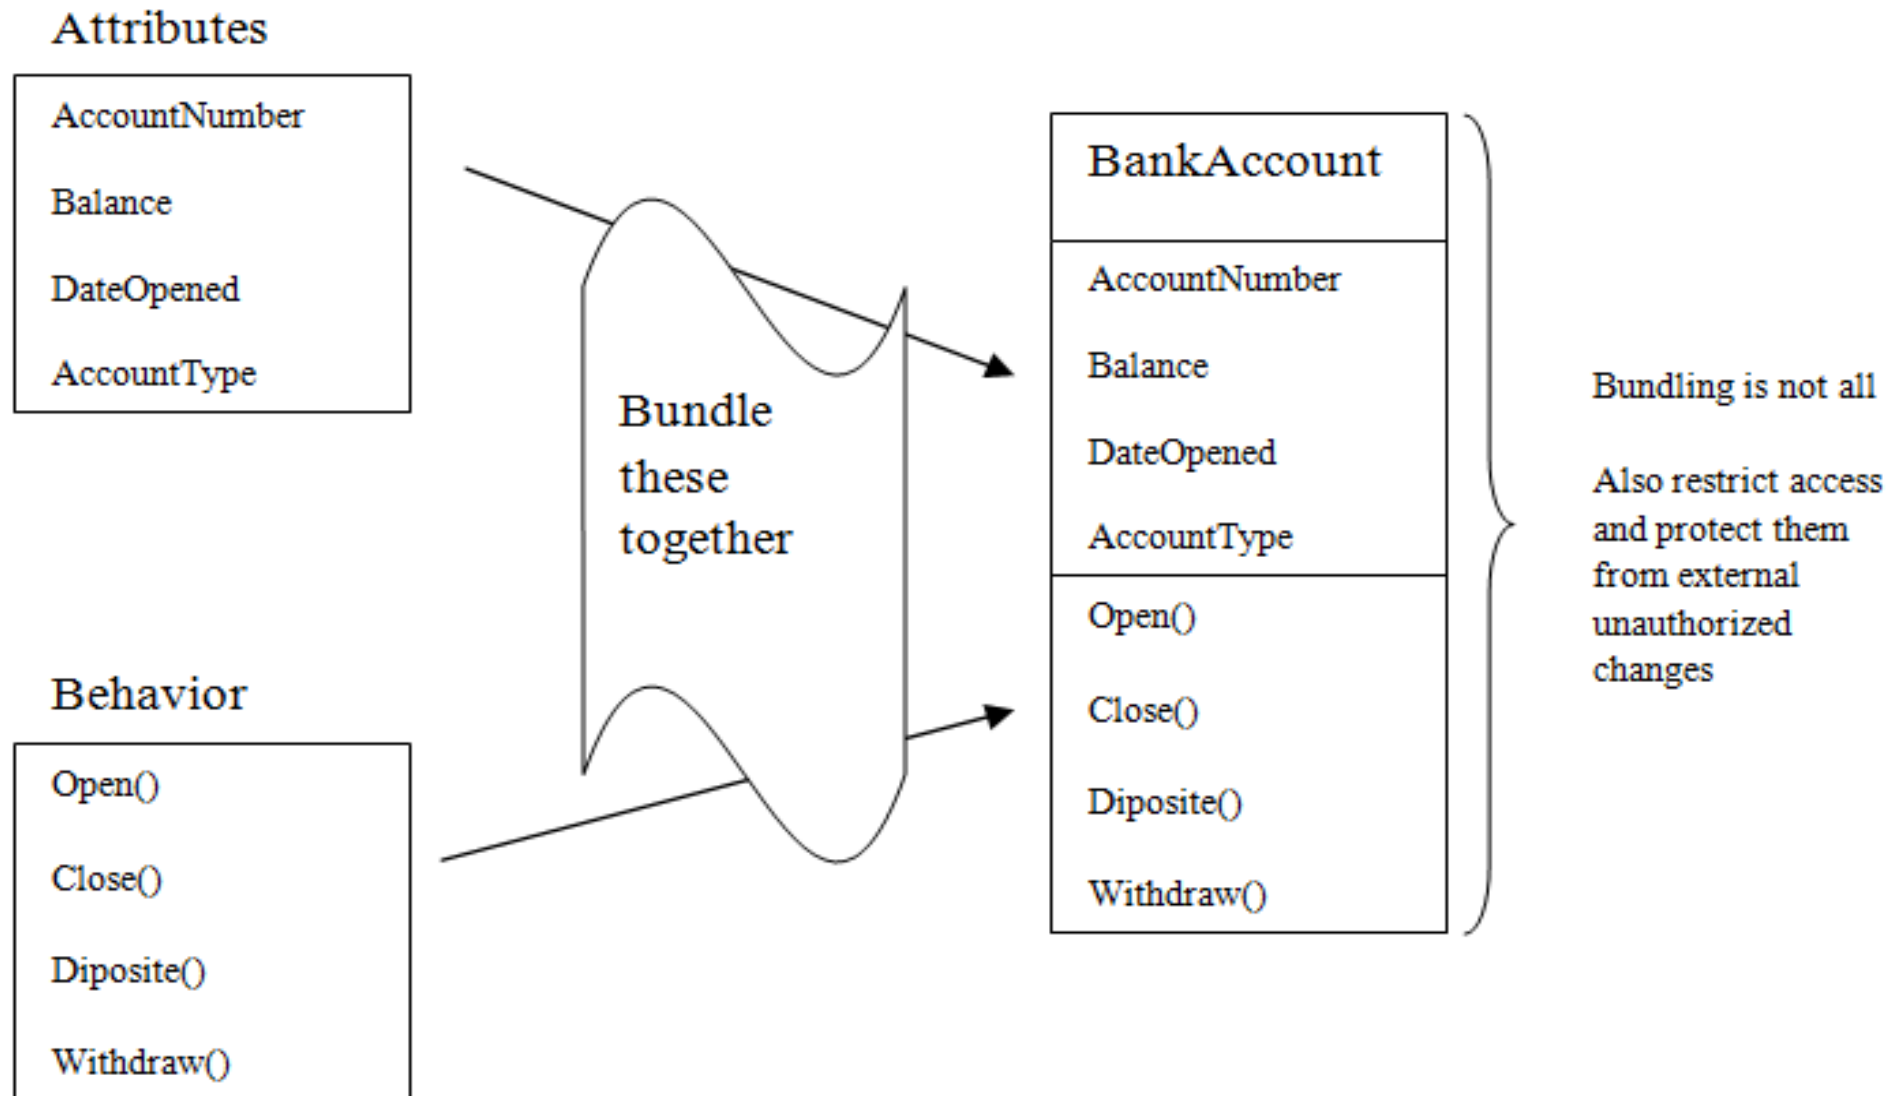 Attributes
AccountNumber
Balance
DateOpened
AccountType
Behavior
Open()
Close()
Diposite()
Withdraw()
Bundle
these
together
BankAccount
AccountNumber
Balance
DateOpened
AccountType
Open()
Close()
Diposite()
Withdraw()
Bundling is not all
Also restrict access
and protect them
from external
unauthorized
changes